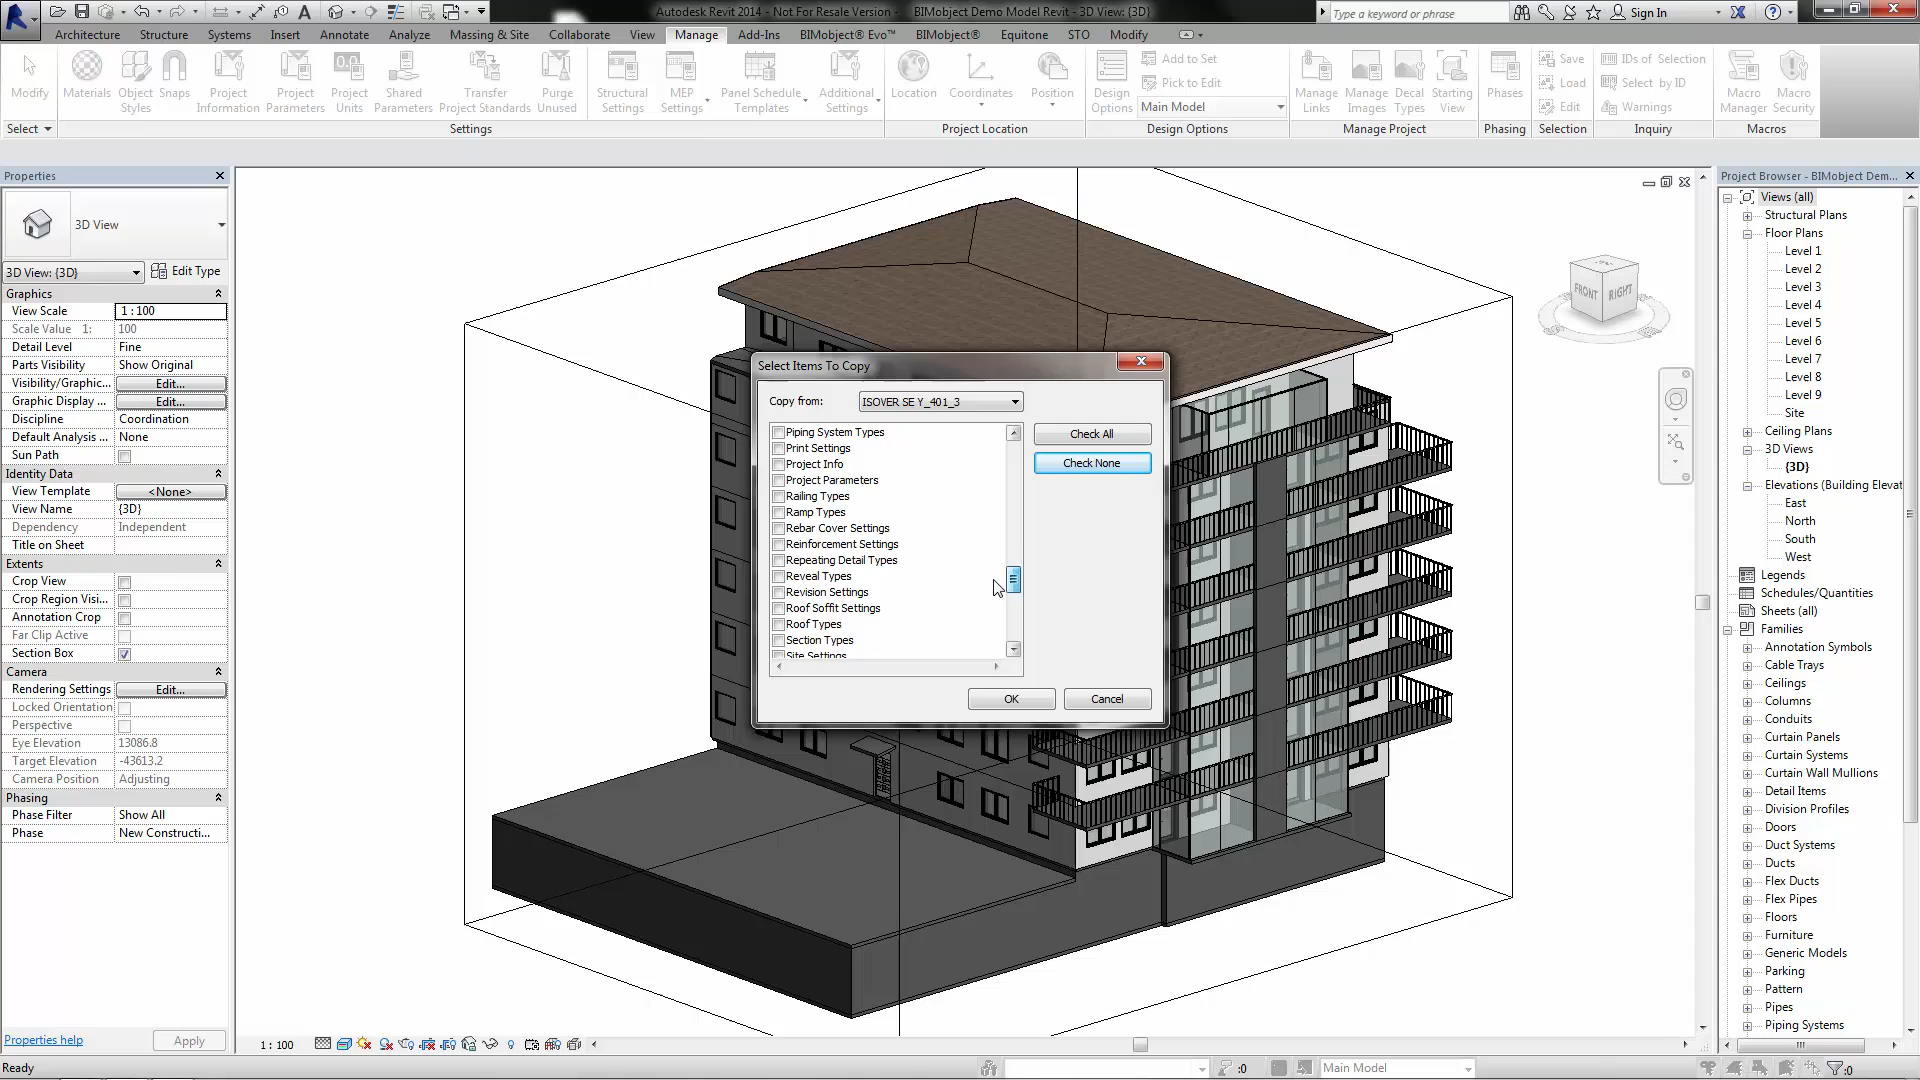 Autodesk Revit 2014 - Not For Resale Version - BIMobject Demo Model Revit - 3D View: {3D}
Type a keyword or phrase
Sign In
Architecture Structure Systems Insert Annotate Analyze Massing & Site Collaborate View Manage Add-Ins BIMobject® Evo™ BIMobject® Equitone STO Modify
Modify
Materials
Object Styles
Snaps
Project Information
Project Parameters
Project Units
Shared Parameters
Transfer Project Standards
Purge Unused
Structural Settings
MEP Settings
Panel Schedule Templates
Additional Settings
Location
Coordinates
Position
Design Options
Add to Set
Pick to Edit
Main Model
Manage Links
Manage Images
Decal Types
Starting View
Phases
Save
Load
Edit
IDs of Selection
Select by ID
Warnings
Macro Manager
Macro Security
Select Settings Project Location Design Options Manage Project Phasing Selection Inquiry Macros
Properties
3D View
3D View: {3D} Edit Type
Graphics
View Scale 1 : 100
Scale Value 1: 100
Detail Level Fine
Parts Visibility Show Original
Visibility/Graphic... Edit...
Graphic Display ... Edit...
Discipline Coordination
Default Analysis ... None
Sun Path
Identity Data
View Template <None>
View Name {3D}
Dependency Independent
Title on Sheet
Extents
Crop View
Crop Region Visi...
Annotation Crop
Far Clip Active
Section Box
Camera
Rendering Settings Edit...
Locked Orientation
Perspective
Eye Elevation 13086.8
Target Elevation -43613.2
Camera Position Adjusting
Phasing
Phase Filter Show All
Phase New Constructi...
Properties help Apply
FRONT RIGHT
Select Items To Copy
Copy from: ISOVER SE Y_401_3
Check All
Check None
Piping System Types
Print Settings
Project Info
Project Parameters
Railing Types
Ramp Types
Rebar Cover Settings
Reinforcement Settings
Repeating Detail Types
Reveal Types
Revision Settings
Roof Soffit Settings
Roof Types
Section Types
Site Settings
OK Cancel
Project Browser - BIMobject Dem...
Views (all)
Structural Plans
Floor Plans
Level 1
Level 2
Level 3
Level 4
Level 5
Level 6
Level 7
Level 8
Level 9
Site
Ceiling Plans
3D Views
{3D}
Elevations (Building Elevat
East
North
South
West
Legends
Schedules/Quantities
Sheets (all)
Families
Annotation Symbols
Cable Trays
Ceilings
Columns
Conduits
Curtain Panels
Curtain Systems
Curtain Wall Mullions
Detail Items
Division Profiles
Doors
Duct Systems
Ducts
Flex Ducts
Flex Pipes
Floors
Furniture
Generic Models
Parking
Pattern
Pipes
Piping Systems
1 : 100
Ready
:0
Main Model
:0